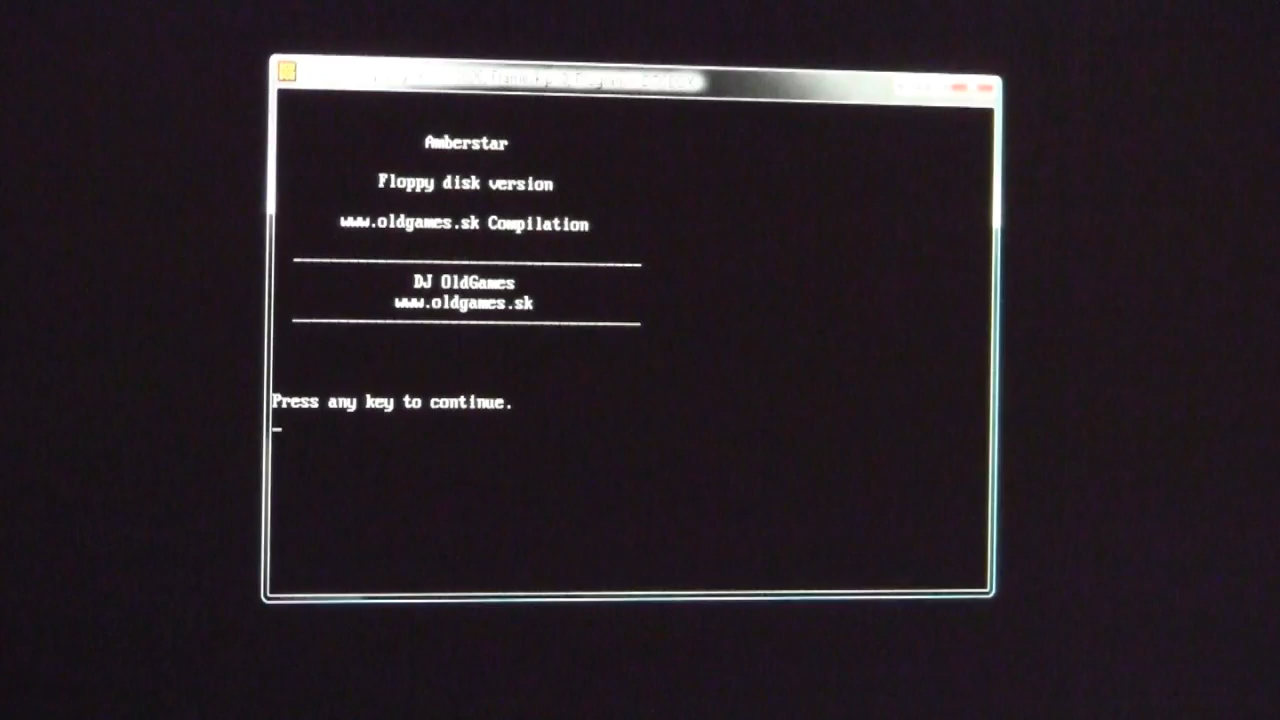 Amberstar
Floppy disk version
www.oldgames.sk Compilation
DJ OldGames
www.oldgames.sk
Press any key to continue.